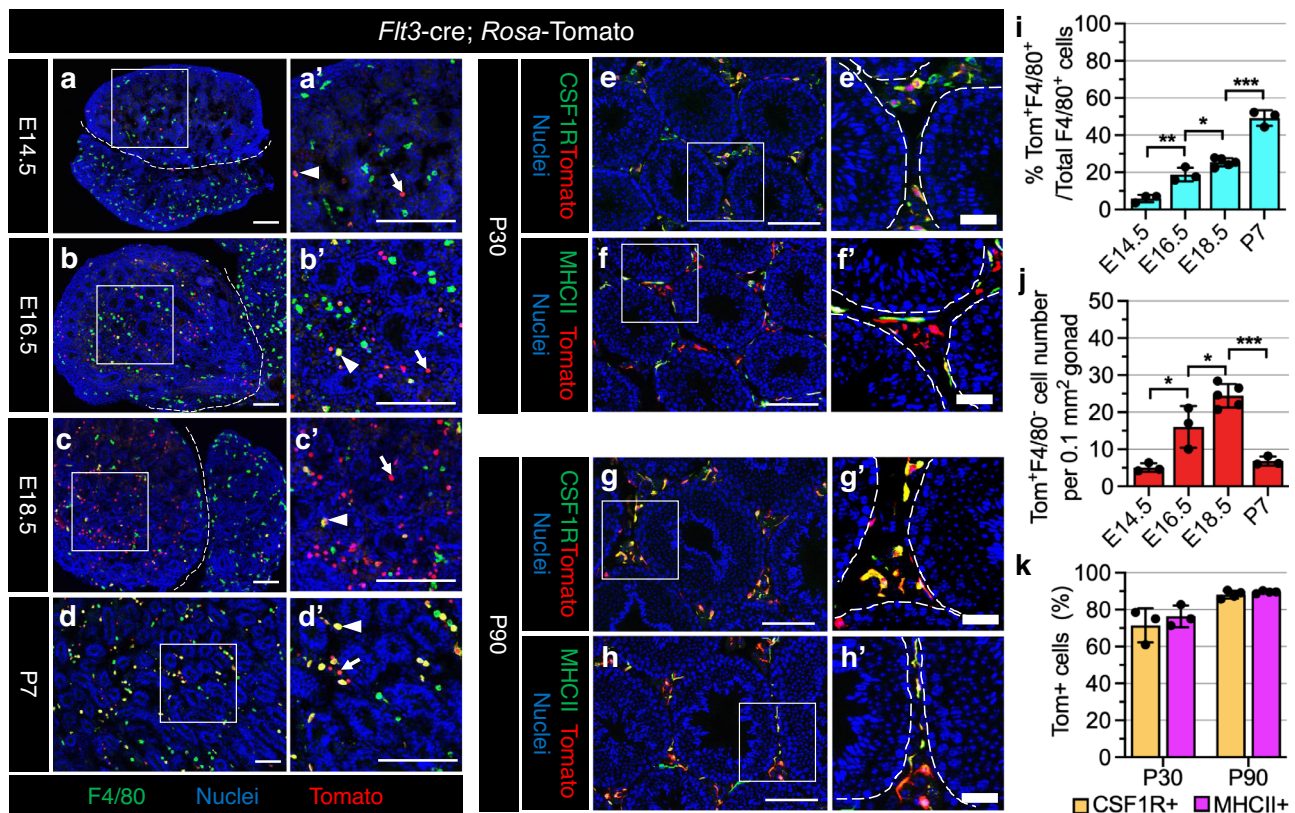 Flt3-cre; Rosa-Tomato
E14.5
a
a'
E16.5
b
b'
E18.5
c
c'
P7
d
d'
F4/80 Nuclei Tomato
P30
CSF1RTomato
Nuclei
e
e'
MHCII Tomato
Nuclei
f
f'
P90
CSF1RTomato
Nuclei
g
g'
MHCII Tomato
Nuclei
h
h'
i
% Tom+F4/80+
/Total F4/80+ cells
100
80
60
40
20
0
** * ***
E14.5 E16.5 E18.5 P7
j
Tom+F4/80- cell number
per 0.1 mm2 gonad
50
40
30
20
10
0
* * ***
E14.5 E16.5 E18.5 P7
k
Tom+ cells (%)
100
80
60
40
20
0
P30 P90
CSF1R+ MHCII+